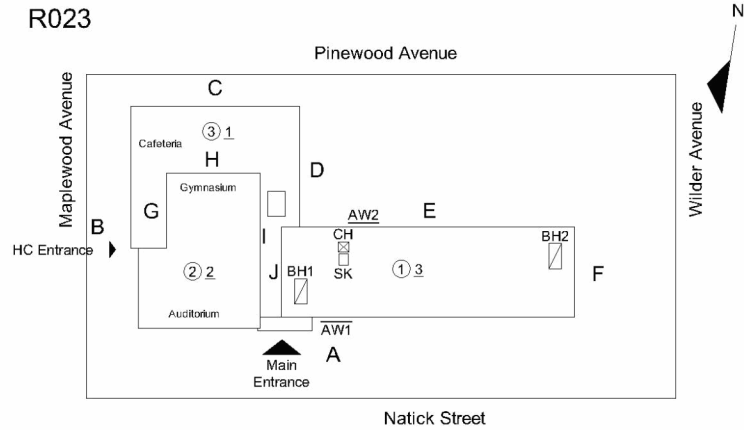 R023
N
Pinewood Avenue
Maplewood Avenue
Wilder Avenue
C
Cafeteria
③ 1
H
Gymnasium
D
G
B
HC Entrance
I
AW2
E
CH
BH2
② 2
J
BH1
SK
① 3
F
Auditorium
AW1
A
Main
Entrance
Natick Street